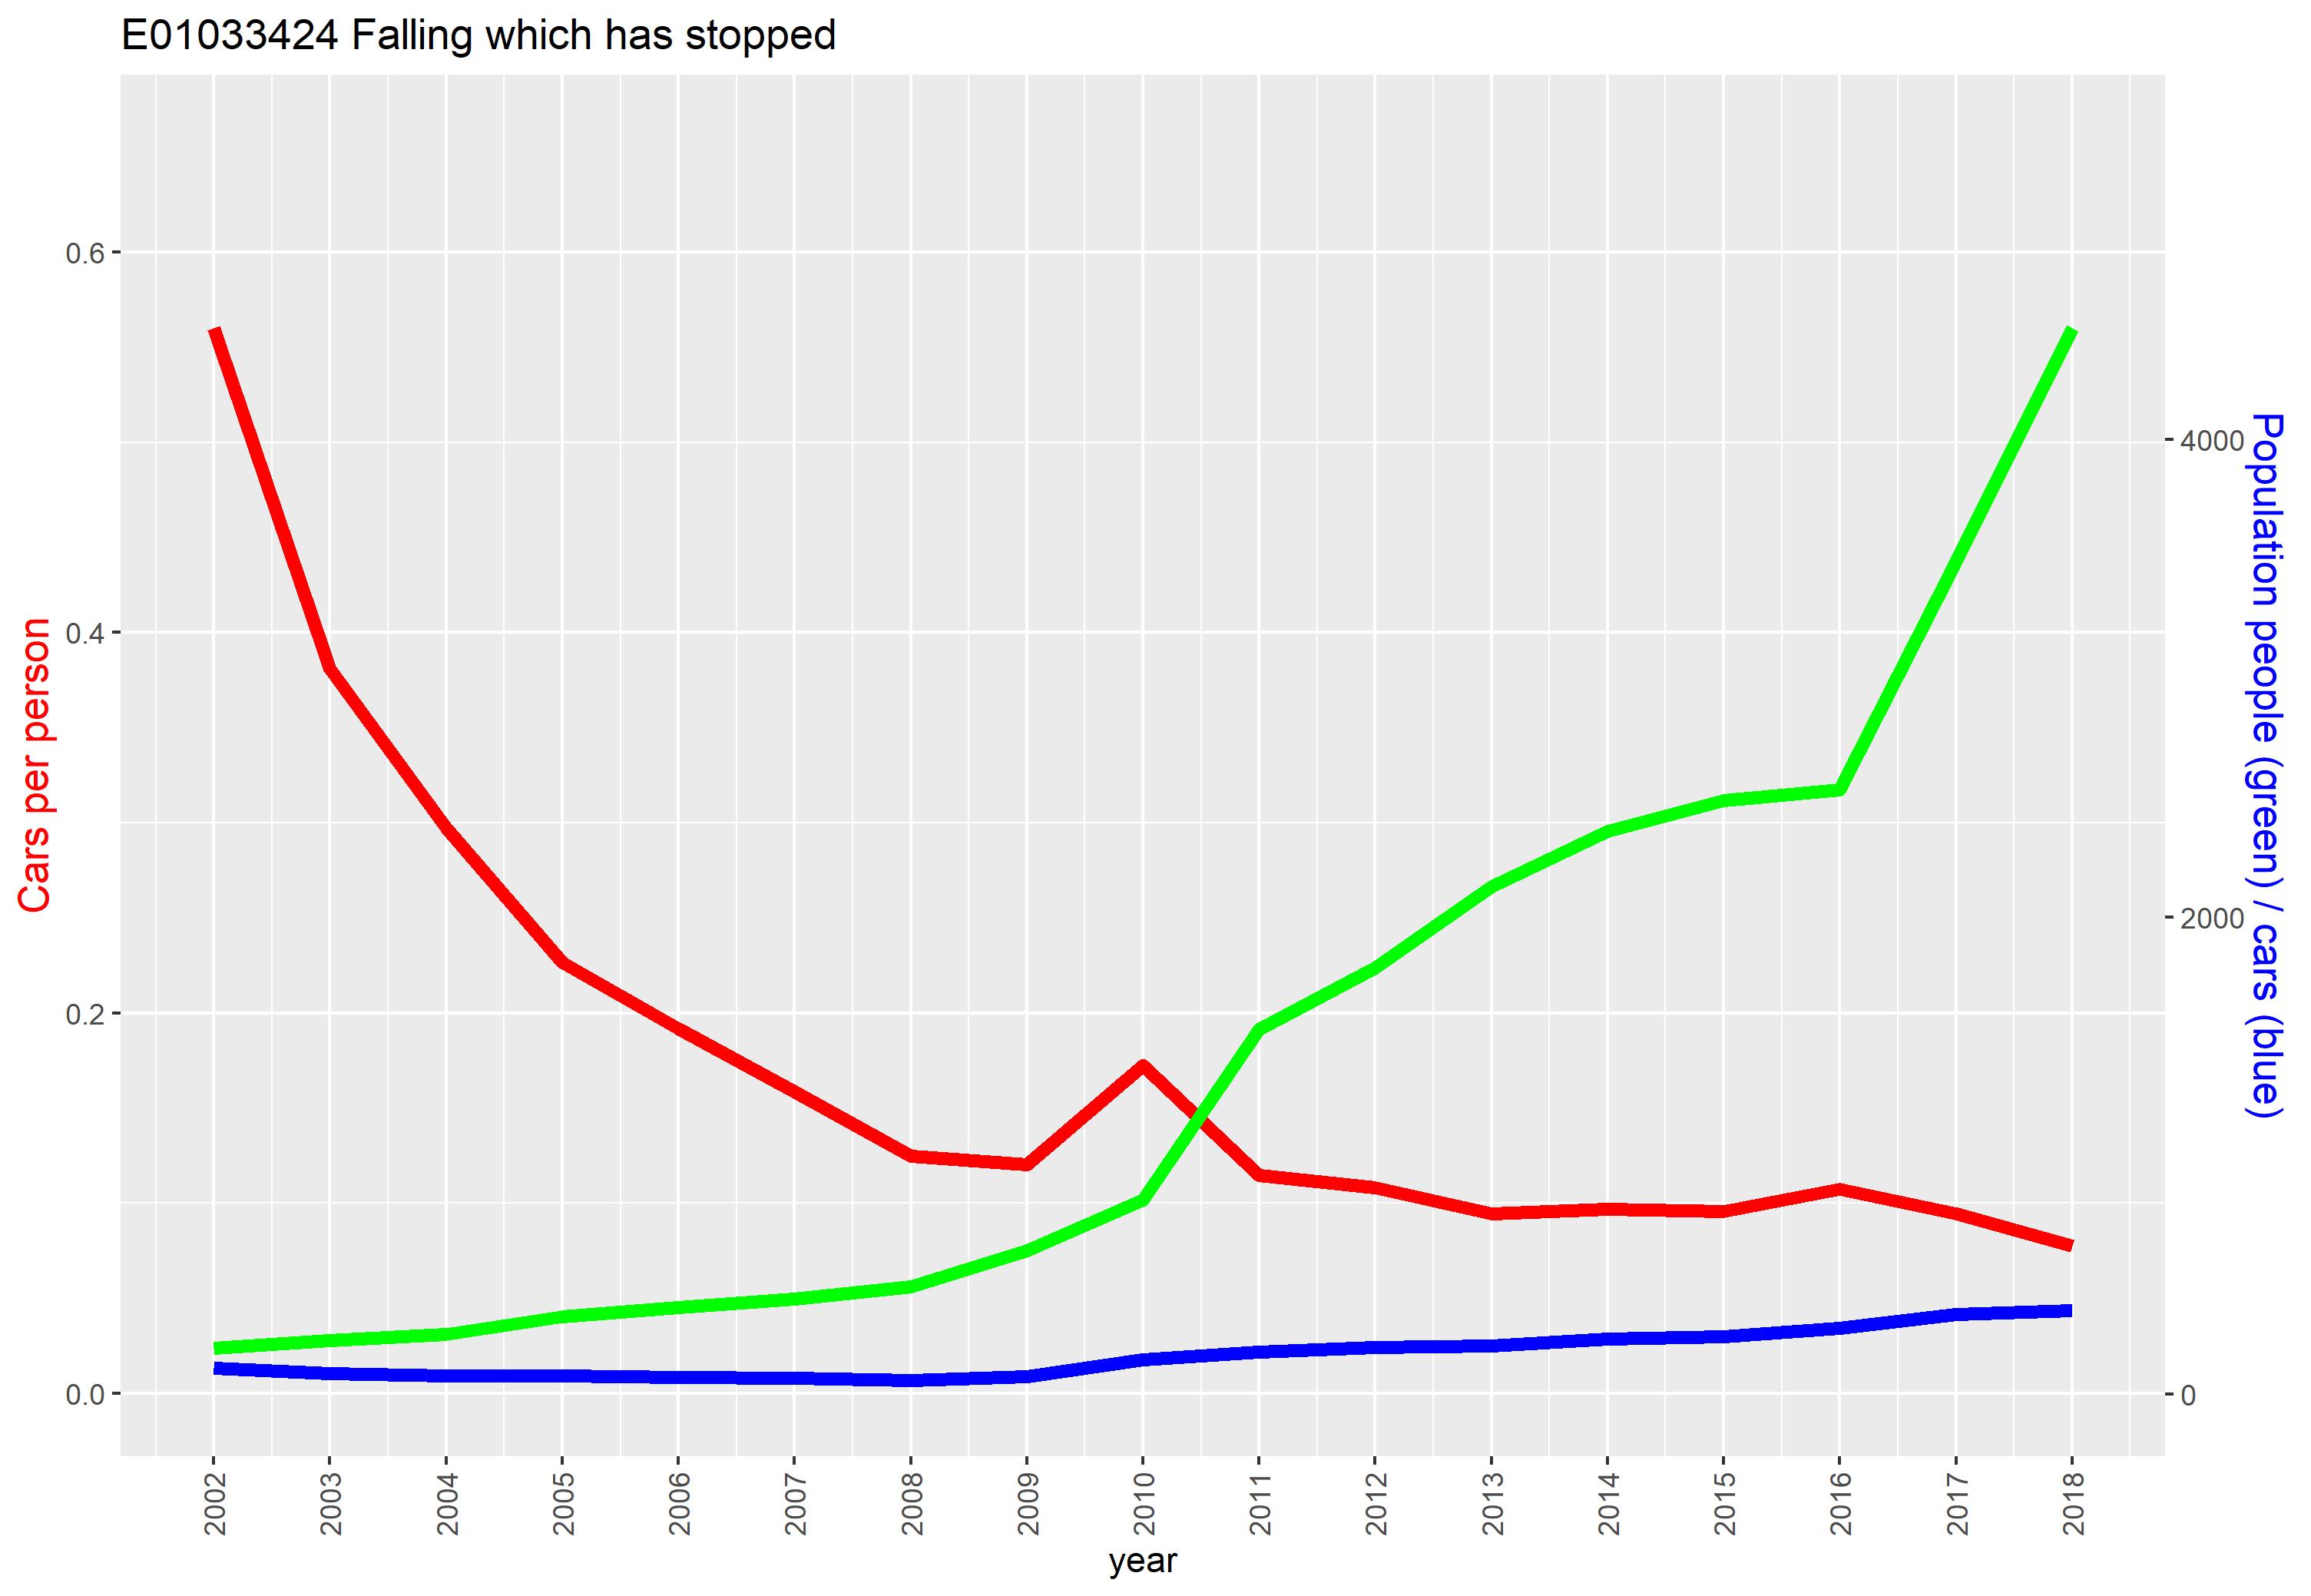 E01033424 Falling which has stopped
Cars per person
0.6
0.4
0.2
0.0
4000
2000
0
Population people (green) / cars (blue)
2002 2003 2004 2005 2006 2007 2008 2009 2010 2011 2012 2013 2014 2015 2016 2017 2018
year